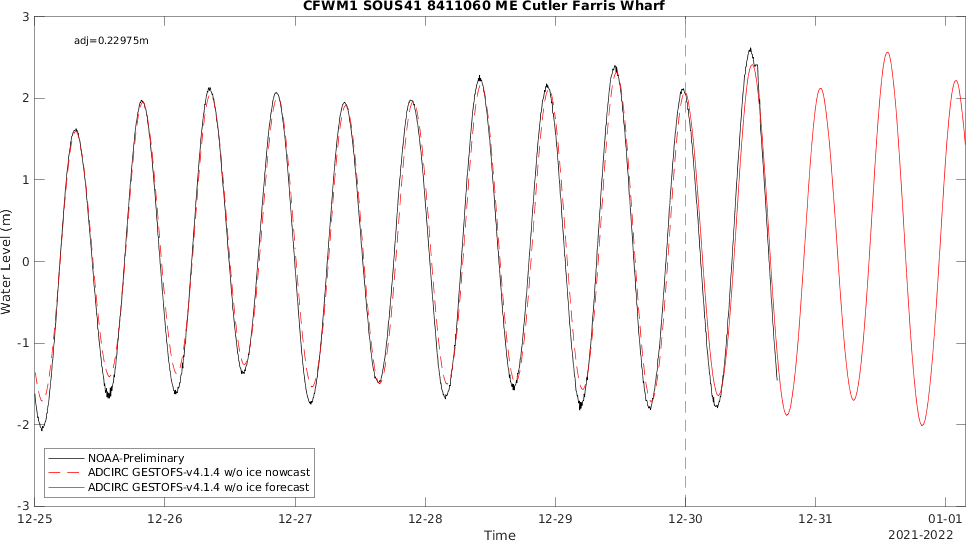 CFWM1 SOUS41 8411060 ME Cutler Farris Wharf
adj=0.22975m
3
2
1
0
-1
-2
-3
Water Level (m)
NOAA-Preliminary
ADCIRC GESTOFS-v4.1.4 w/o ice nowcast
ADCIRC GESTOFS-v4.1.4 w/o ice forecast
12-25
12-26
12-27
12-28
12-29
12-30
12-31
01-01
Time
2021-2022